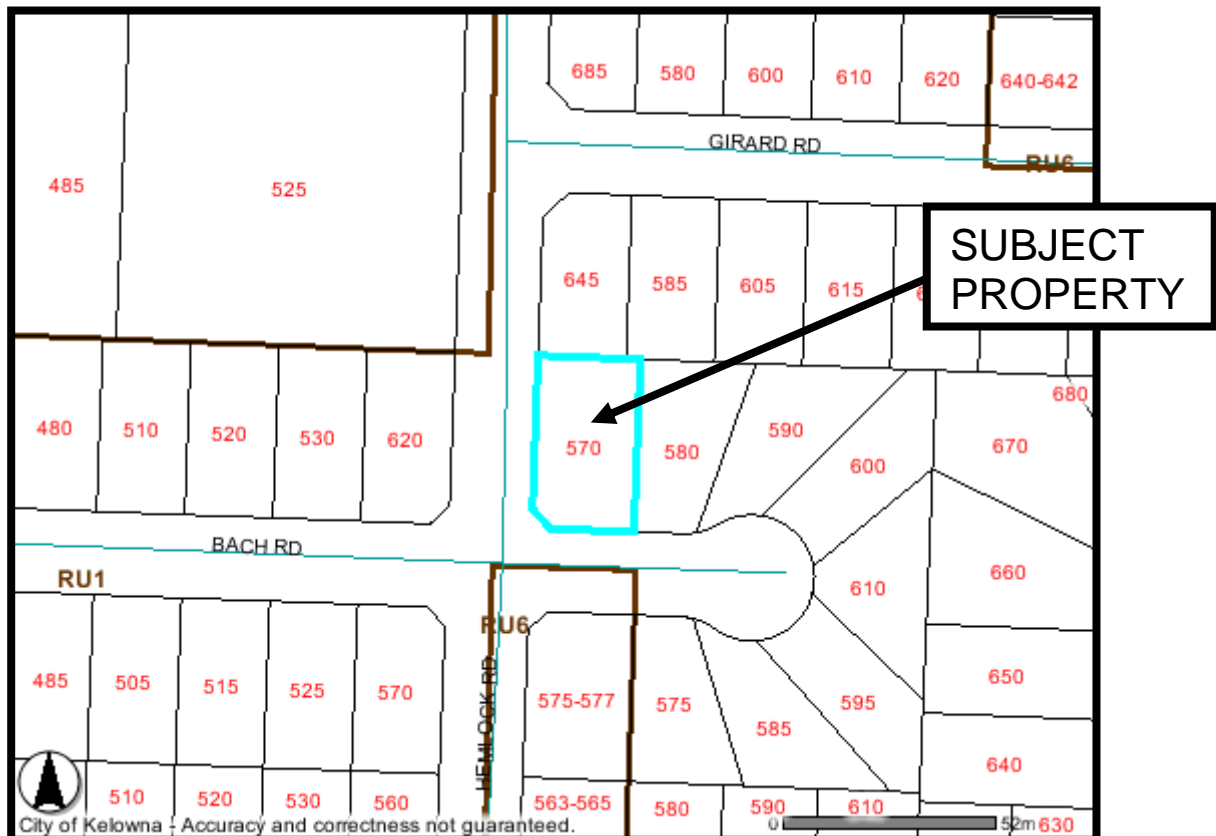 685 580 600 610 620 640-642
GIRARD RD
RU6
485 525
SUBJECT
PROPERTY
645 585 605 615
680
480 510 520 530 620
570 580 590 600 670
BACH RD
RU1
610 660
RU6
HEMLOCK RD
485 505 515 525 570
575-577 575 585 595 650
640
510 520 530 560
563-565 580 590 610 630
City of Kelowna - Accuracy and correctness not guaranteed.
0 52m